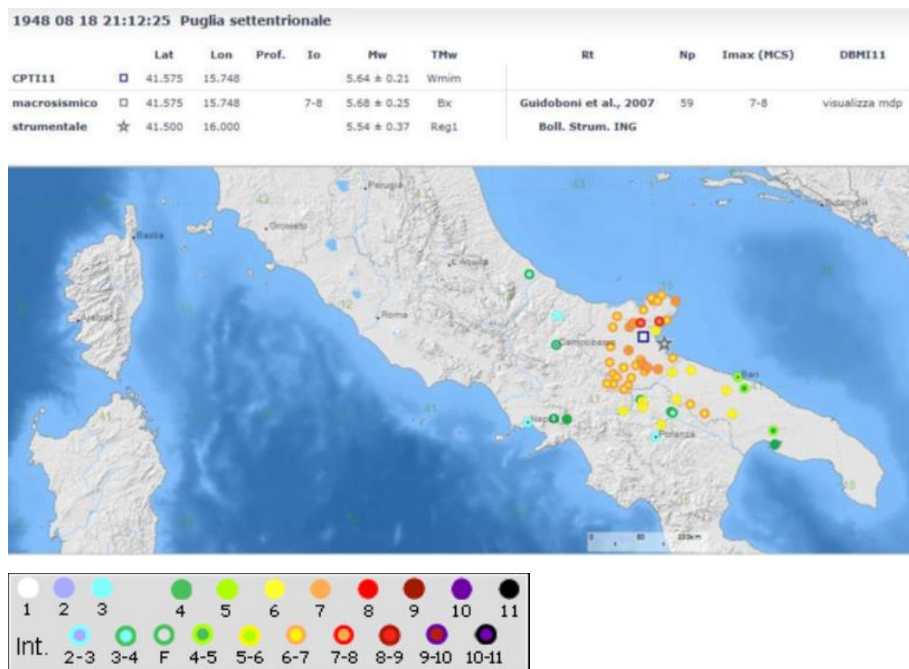 1948 08 18 21:12:25 Puglia settentrionale
Lat Lon Prof. Io Mw TMw Rt Np Imax (MCS) DBMI11
CPTI11 41.575 15.748 5.64 ± 0.21 Wmim
macrosismico 41.575 15.748 7-8 5.68 ± 0.25 Bx Guidoboni et al., 2007 59 7-8 visualizza mdp
strumentale 41.500 16.000 5.54 ± 0.37 Reg1 Boll. Strum. ING
Perugia
Grosseto
Bastia
L'Aquila
Roma
Campobasso
Bari
Potenza
1 2 3 4 5 6 7 8 9 10 11
Int. 2-3 3-4 F 4-5 5-6 6-7 7-8 8-9 9-10 10-11